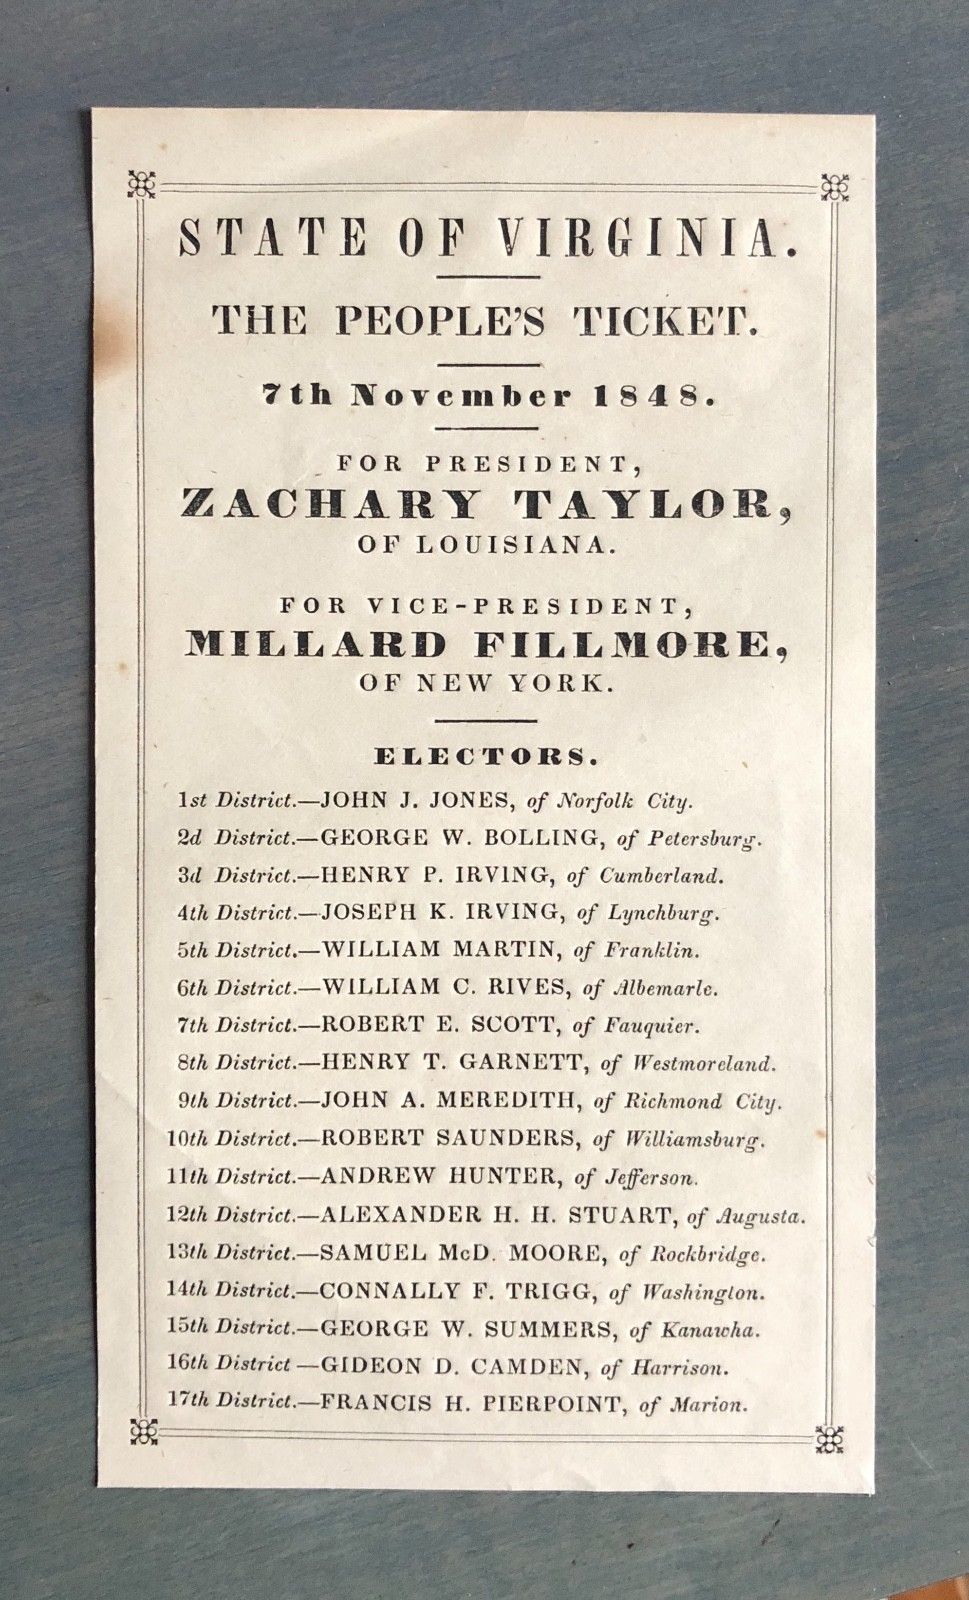 STATE OF VIRGINIA.
THE PEOPLE'S TICKET.
7th November 1848.
FOR PRESIDENT,
ZACHARY TAYLOR,
OF LOUISIANA.
FOR VICE-PRESIDENT,
MILLARD FILLMORE,
OF NEW YORK.
ELECTORS.
1st District.—JOHN J. JONES, of Norfolk City.
2d District.—GEORGE W. BOLLING, of Petersburg.
3d District.—HENRY P. IRVING, of Cumberland.
4th District.—JOSEPH K. IRVING, of Lynchburg.
5th District.—WILLIAM MARTIN, of Franklin.
6th District.—WILLIAM C. RIVES, of Albemarle.
7th District.—ROBERT E. SCOTT, of Fauquier.
8th District.—HENRY T. GARNETT, of Westmoreland.
9th District.—JOHN A. MEREDITH, of Richmond City.
10th District.—ROBERT SAUNDERS, of Williamsburg.
11th District.—ANDREW HUNTER, of Jefferson.
12th District.—ALEXANDER H. H. STUART, of Augusta.
13th District.—SAMUEL McD. MOORE, of Rockbridge.
14th District.—CONNALLY F. TRIGG, of Washington.
15th District.—GEORGE W. SUMMERS, of Kanawha.
16th District—GIDEON D. CAMDEN, of Harrison.
17th District.—FRANCIS H. PIERPOINT, of Marion.